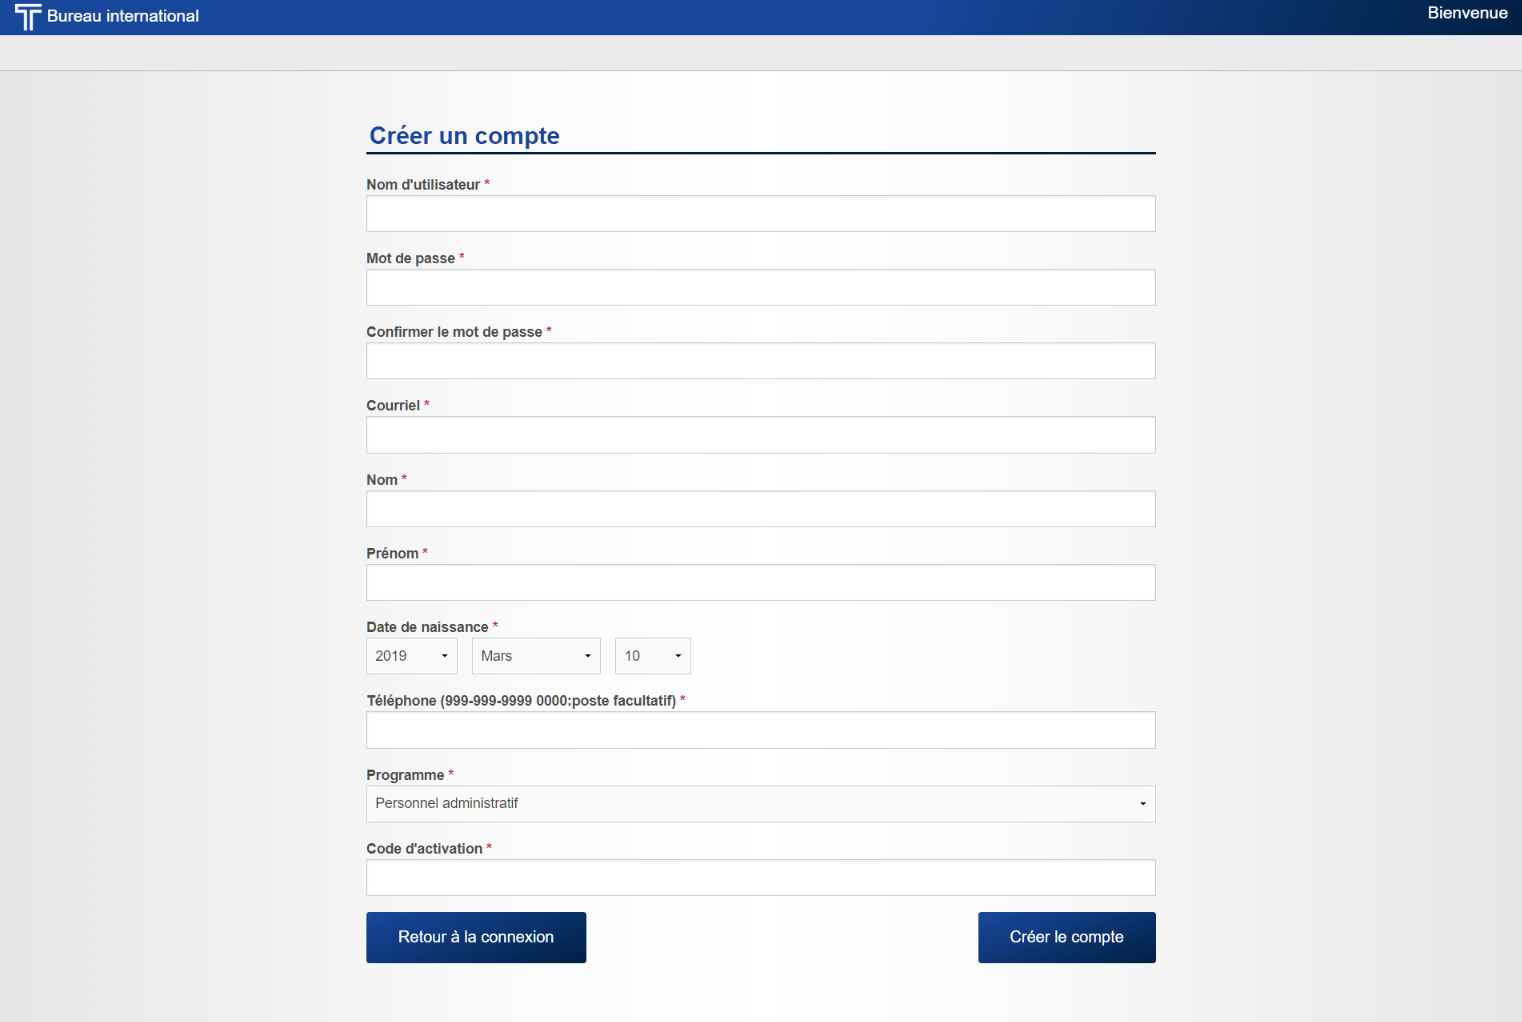 Bureau international
Bienvenue
Créer un compte
Nom d'utilisateur *
Mot de passe *
Confirmer le mot de passe *
Courriel *
Nom *
Prénom *
Date de naissance *
2019 Mars 10
Téléphone (999-999-9999 0000:poste facultatif) *
Programme *
Personnel administratif
Code d'activation *
Retour à la connexion Créer le compte